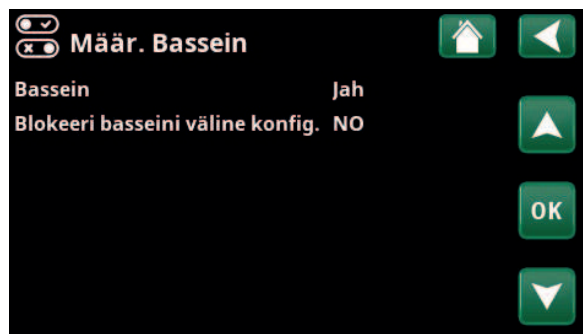 Määr. Bassein
Bassein Jah
Blokeeri basseini väline konfig. NO
OK